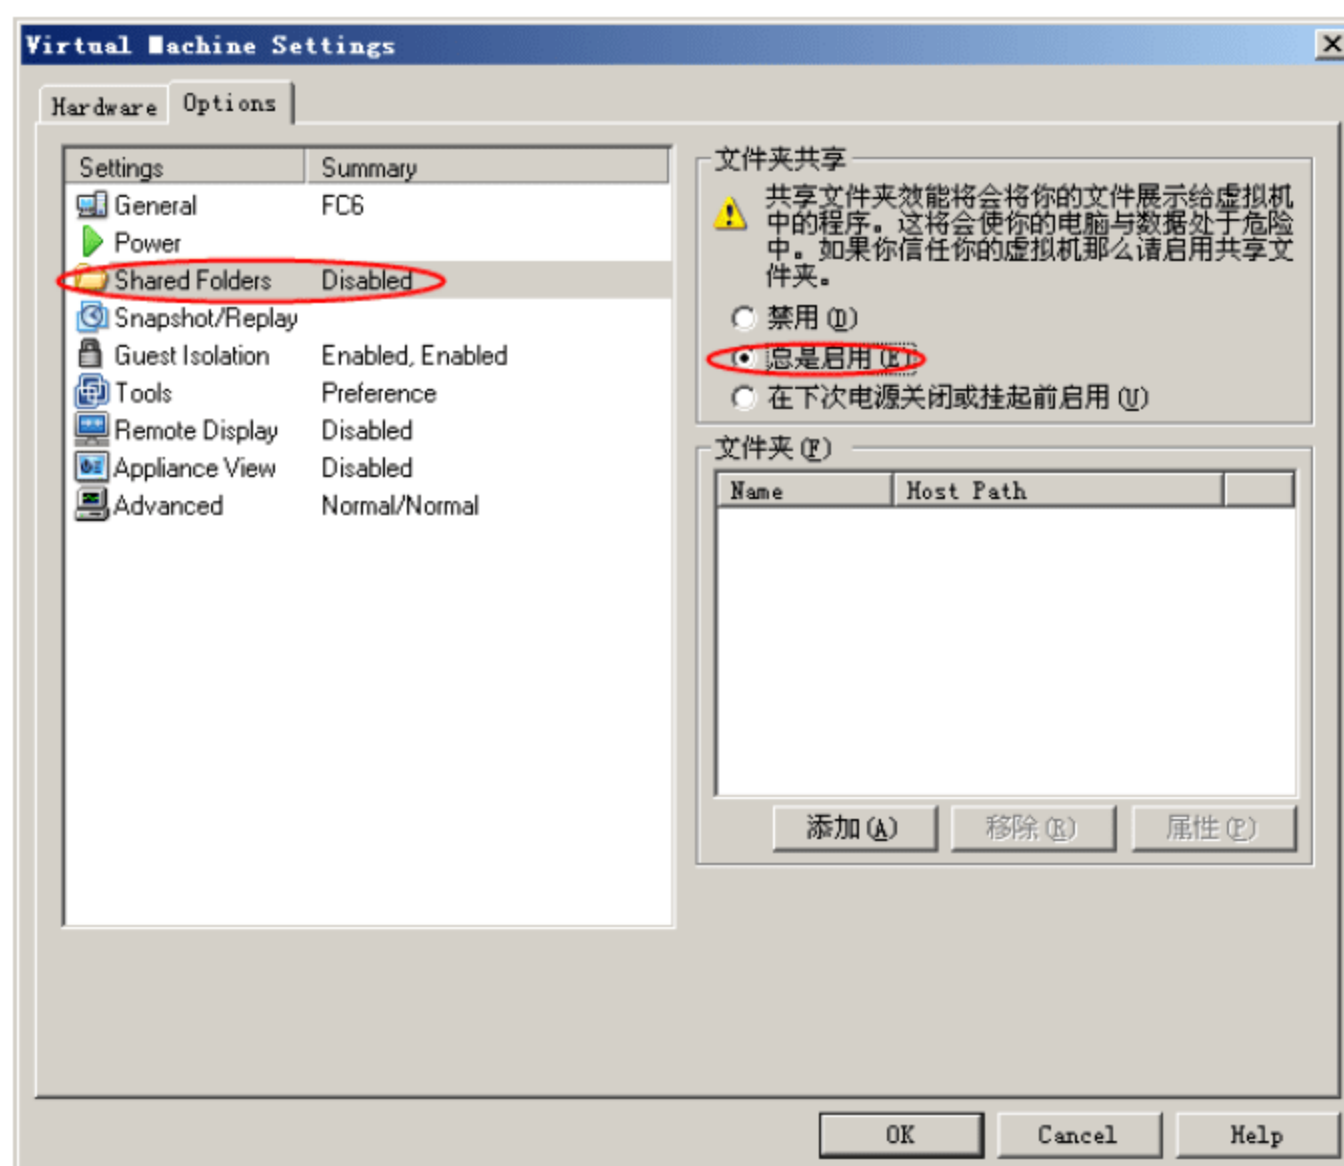 Virtual Machine Settings
Hardware Options
Settings Summary
General FC6
Power
Shared Folders Disabled
Snapshot/Replay
Guest Isolation Enabled, Enabled
Tools Preference
Remote Display Disabled
Appliance View Disabled
Advanced Normal/Normal
文件夹共享
共享文件夹效能将会将你的文件展示给虚拟机
中的程序。这将会使你的电脑与数据处于危险
中。如果你信任你的虚拟机那么请启用共享文
件夹。
禁用(D)
总是启用(E)
在下次电源关闭或挂起前启用(U)
文件夹(F)
Name Host Path
添加(A) 移除(R) 属性(P)
OK Cancel Help